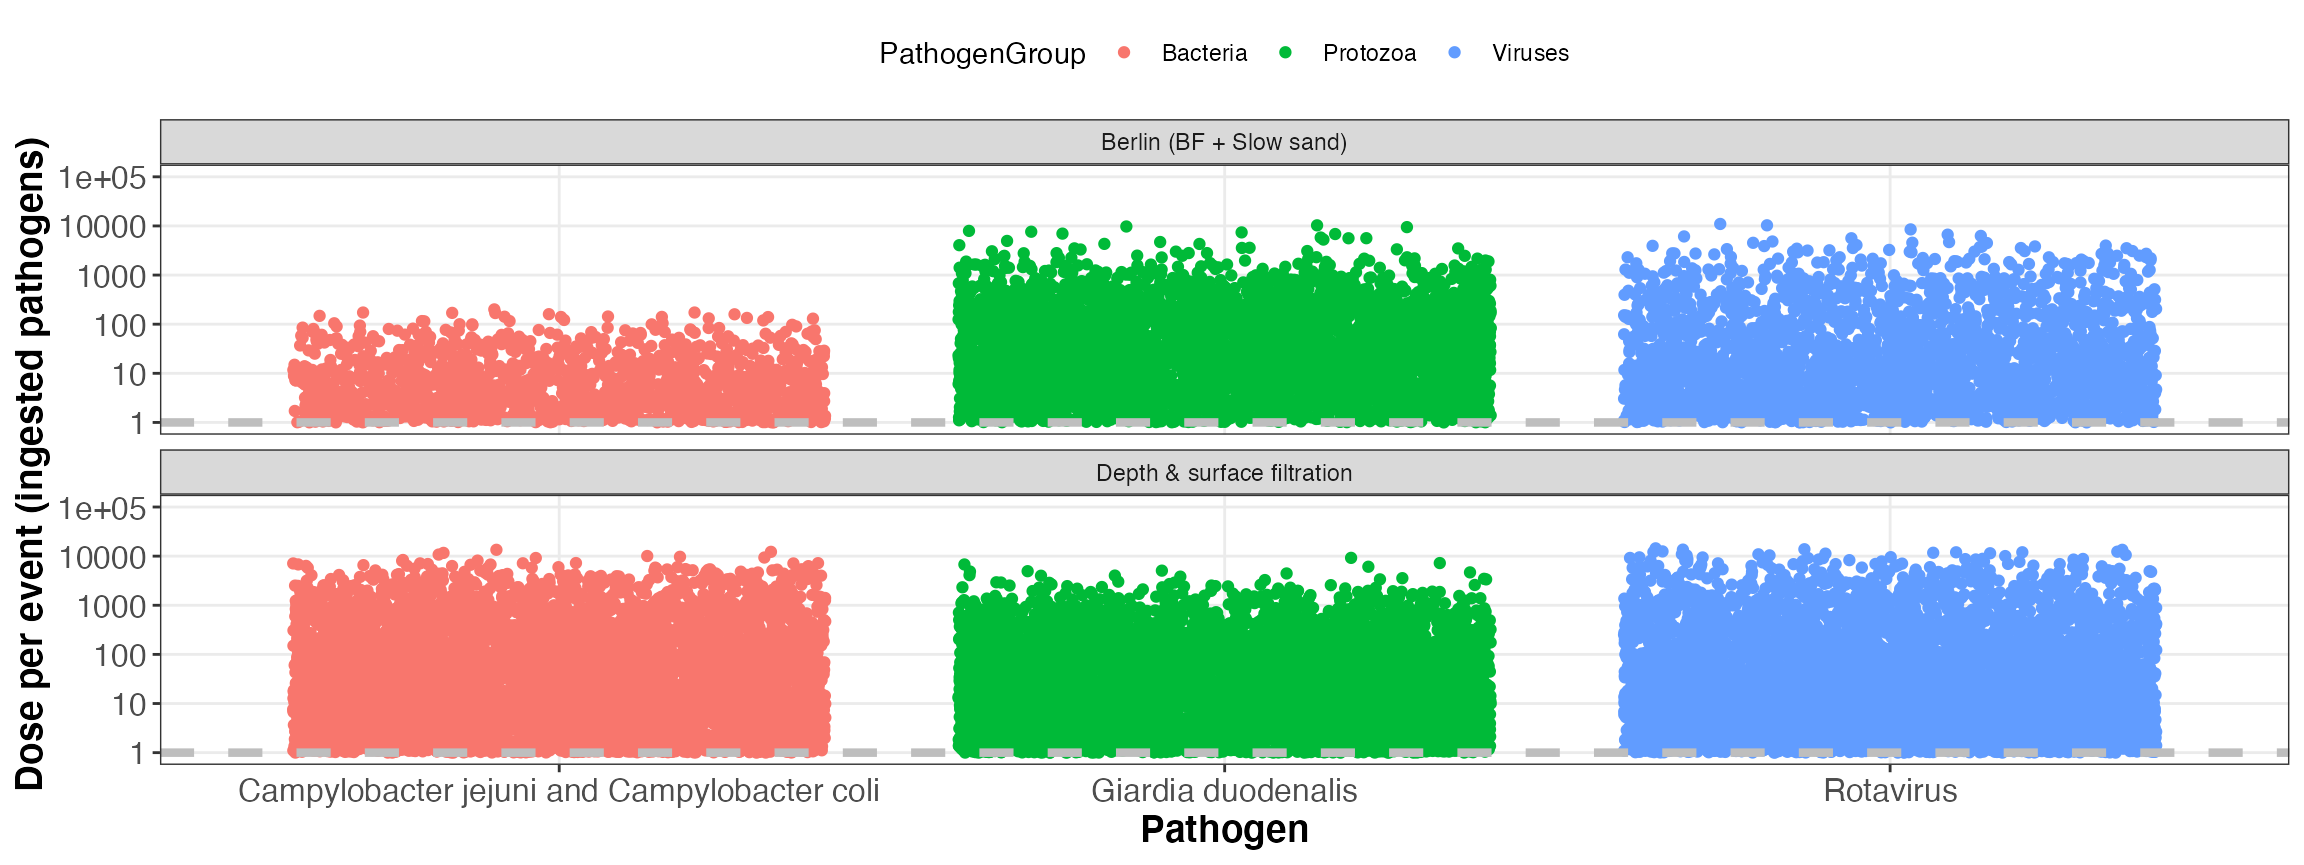 PathogenGroup Bacteria Protozoa Viruses
Berlin (BF + Slow sand)
1e+05
10000
1000
100
10
1
Depth & surface filtration
1e+05
10000
1000
100
10
1
Dose per event (ingested pathogens)
Campylobacter jejuni and Campylobacter coli Giardia duodenalis Rotavirus
Pathogen